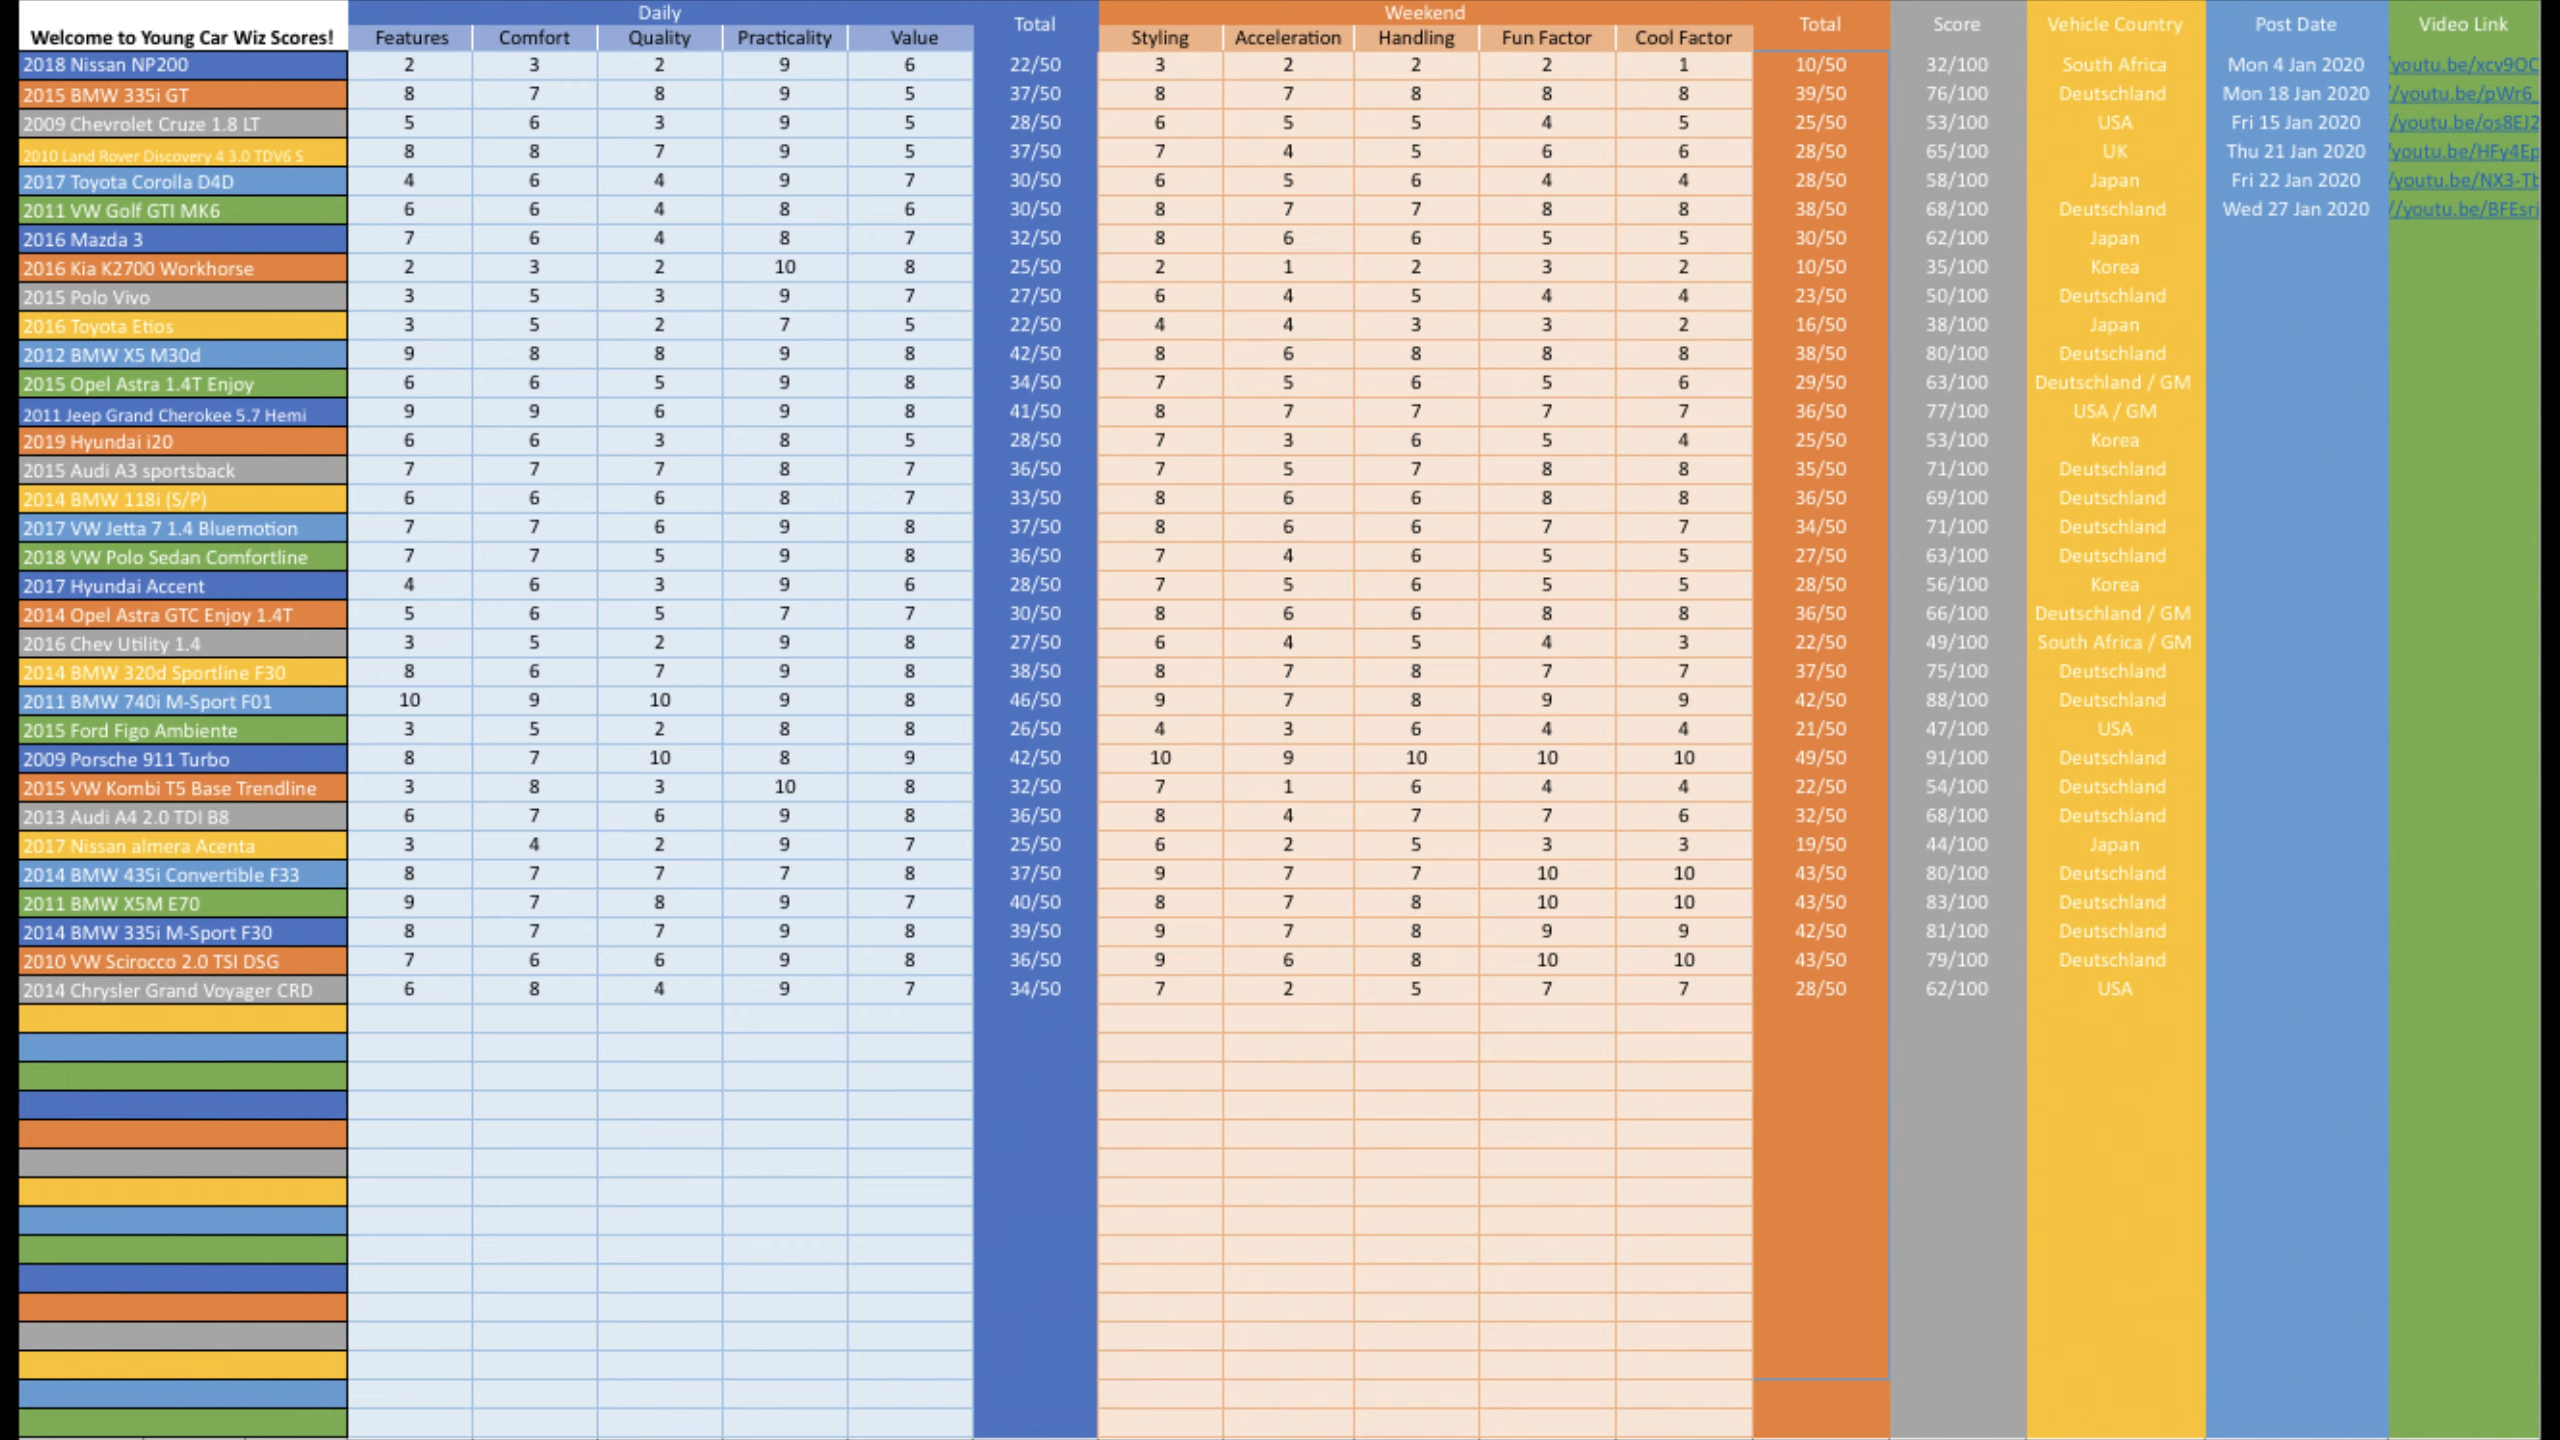 Daily Weekend
Welcome to Young Car Wiz Scores! Features Comfort Quality Practicality Value Total Styling Acceleration Handling Fun Factor Cool Factor Total Score Vehicle Country Post Date Video Link
2018 Nissan NP200 2 3 2 9 6 22/50 3 2 2 2 1 10/50 32/100 South Africa Mon 4 Jan 2020 /youtu.be/xcv9OC
2015 BMW 335i GT 8 7 8 9 5 37/50 8 7 8 8 8 39/50 76/100 Deutschland Mon 18 Jan 2020 //youtu.be/pWr6_
2009 Chevrolet Cruze 1.8 LT 5 6 3 9 5 28/50 6 5 5 4 5 25/50 53/100 USA Fri 15 Jan 2020 //youtu.be/os8EJ2
2010 Land Rover Discovery 4 3.0 TDV6 S 8 8 7 9 5 37/50 7 4 5 6 6 28/50 65/100 UK Thu 21 Jan 2020 /youtu.be/HFy4Ep
2017 Toyota Corolla D4D 4 6 4 9 7 30/50 6 5 6 4 4 28/50 58/100 Japan Fri 22 Jan 2020 /youtu.be/NX3-Tb
2011 VW Golf GTI MK6 6 6 4 8 6 30/50 8 7 7 8 8 38/50 68/100 Deutschland Wed 27 Jan 2020 //youtu.be/BFEsri
2016 Mazda 3 7 6 4 8 7 32/50 8 6 6 5 5 30/50 62/100 Japan
2016 Kia K2700 Workhorse 2 3 2 10 8 25/50 2 1 2 3 2 10/50 35/100 Korea
2015 Polo Vivo 3 5 3 9 7 27/50 6 4 5 4 4 23/50 50/100 Deutschland
2016 Toyota Etios 3 5 2 7 5 22/50 4 4 3 3 2 16/50 38/100 Japan
2012 BMW X5 M30d 9 8 8 9 8 42/50 8 6 8 8 8 38/50 80/100 Deutschland
2015 Opel Astra 1.4T Enjoy 6 6 5 9 8 34/50 7 5 6 5 6 29/50 63/100 Deutschland / GM
2011 Jeep Grand Cherokee 5.7 Hemi 9 9 6 9 8 41/50 8 7 7 7 7 36/50 77/100 USA / GM
2019 Hyundai i20 6 6 3 8 5 28/50 7 3 6 5 4 25/50 53/100 Korea
2015 Audi A3 sportsback 7 7 7 8 7 36/50 7 5 7 8 8 35/50 71/100 Deutschland
2014 BMW 118i (S/P) 6 6 6 8 7 33/50 8 6 6 8 8 36/50 69/100 Deutschland
2017 VW Jetta 7 1.4 Bluemotion 7 7 6 9 8 37/50 8 6 6 7 7 34/50 71/100 Deutschland
2018 VW Polo Sedan Comfortline 7 7 5 9 8 36/50 7 4 6 5 5 27/50 63/100 Deutschland
2017 Hyundai Accent 4 6 3 9 6 28/50 7 5 6 5 5 28/50 56/100 Korea
2014 Opel Astra GTC Enjoy 1.4T 5 6 5 7 7 30/50 8 6 6 8 8 36/50 66/100 Deutschland / GM
2016 Chev Utility 1.4 3 5 2 9 8 27/50 6 4 5 4 3 22/50 49/100 South Africa / GM
2014 BMW 320d Sportline F30 8 6 7 9 8 38/50 8 7 8 7 7 37/50 75/100 Deutschland
2011 BMW 740i M-Sport F01 10 9 10 9 8 46/50 9 7 8 9 9 42/50 88/100 Deutschland
2015 Ford Figo Ambiente 3 5 2 8 8 26/50 4 3 6 4 4 21/50 47/100 USA
2009 Porsche 911 Turbo 8 7 10 8 9 42/50 10 9 10 10 10 49/50 91/100 Deutschland
2015 VW Kombi T5 Base Trendline 3 8 3 10 8 32/50 7 1 6 4 4 22/50 54/100 Deutschland
2013 Audi A4 2.0 TDI B8 6 7 6 9 8 36/50 8 4 7 7 6 32/50 68/100 Deutschland
2017 Nissan almera Acenta 3 4 2 9 7 25/50 6 2 5 3 3 19/50 44/100 Japan
2014 BMW 435i Convertible F33 8 7 7 7 8 37/50 9 7 7 10 10 43/50 80/100 Deutschland
2011 BMW X5M E70 9 7 8 9 7 40/50 8 7 8 10 10 43/50 83/100 Deutschland
2014 BMW 335i M-Sport F30 8 7 7 9 8 39/50 9 7 8 9 9 42/50 81/100 Deutschland
2010 VW Scirocco 2.0 TSI DSG 7 6 6 9 8 36/50 9 6 8 10 10 43/50 79/100 Deutschland
2014 Chrysler Grand Voyager CRD 6 8 4 9 7 34/50 7 2 5 7 7 28/50 62/100 USA